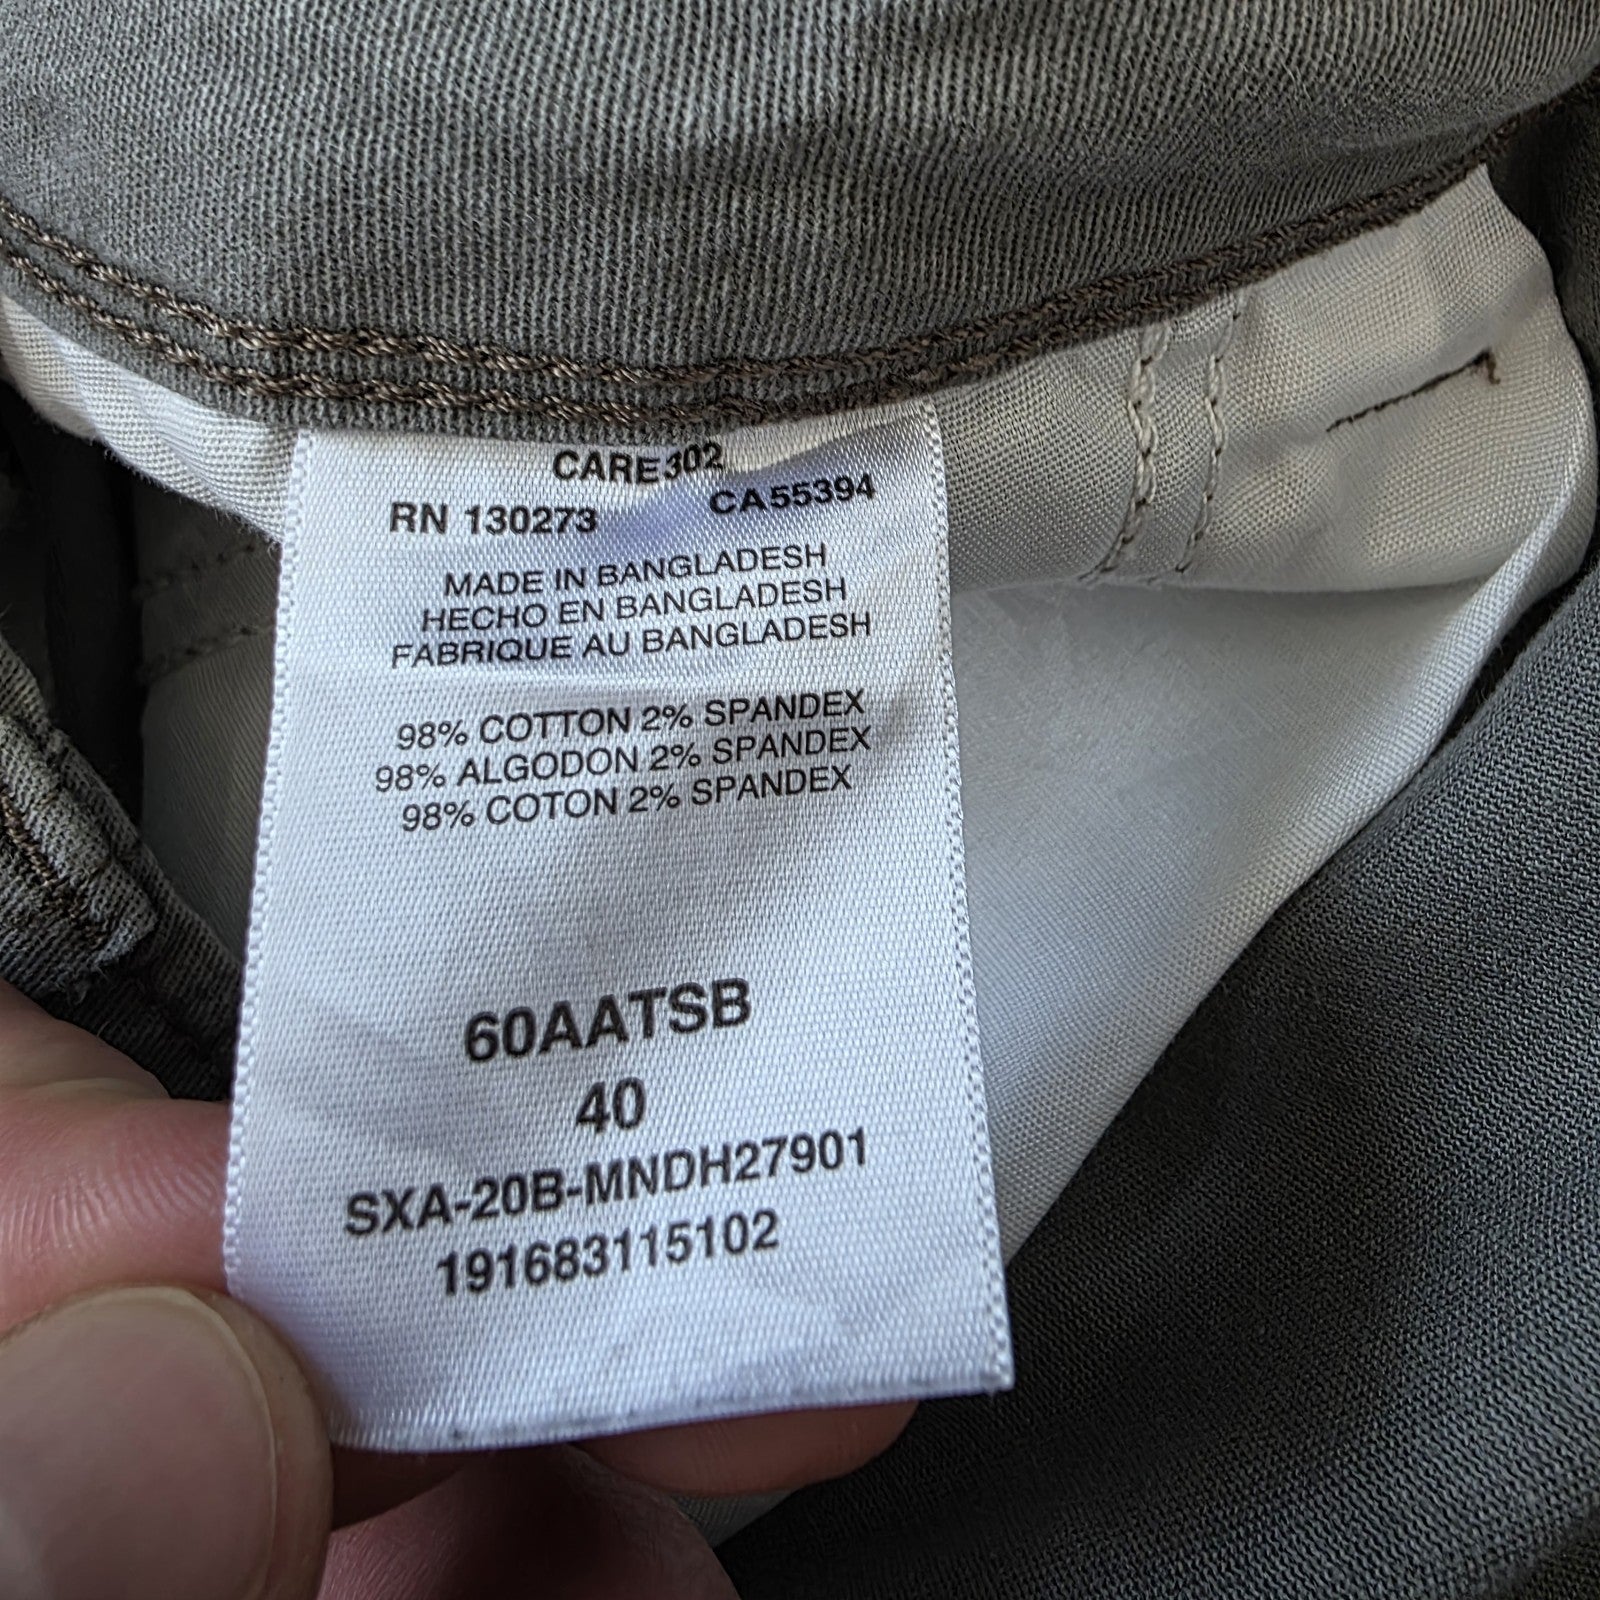 CARE302
RN 130273 CA55394
MADE IN BANGLADESH
HECHO EN BANGLADESH
FABRIQUE AU BANGLADESH
98% COTTON 2% SPANDEX
98% ALGODON 2% SPANDEX
98% COTON 2% SPANDEX
60AATSB
40
SXA-20B-MNDH27901
191683115102